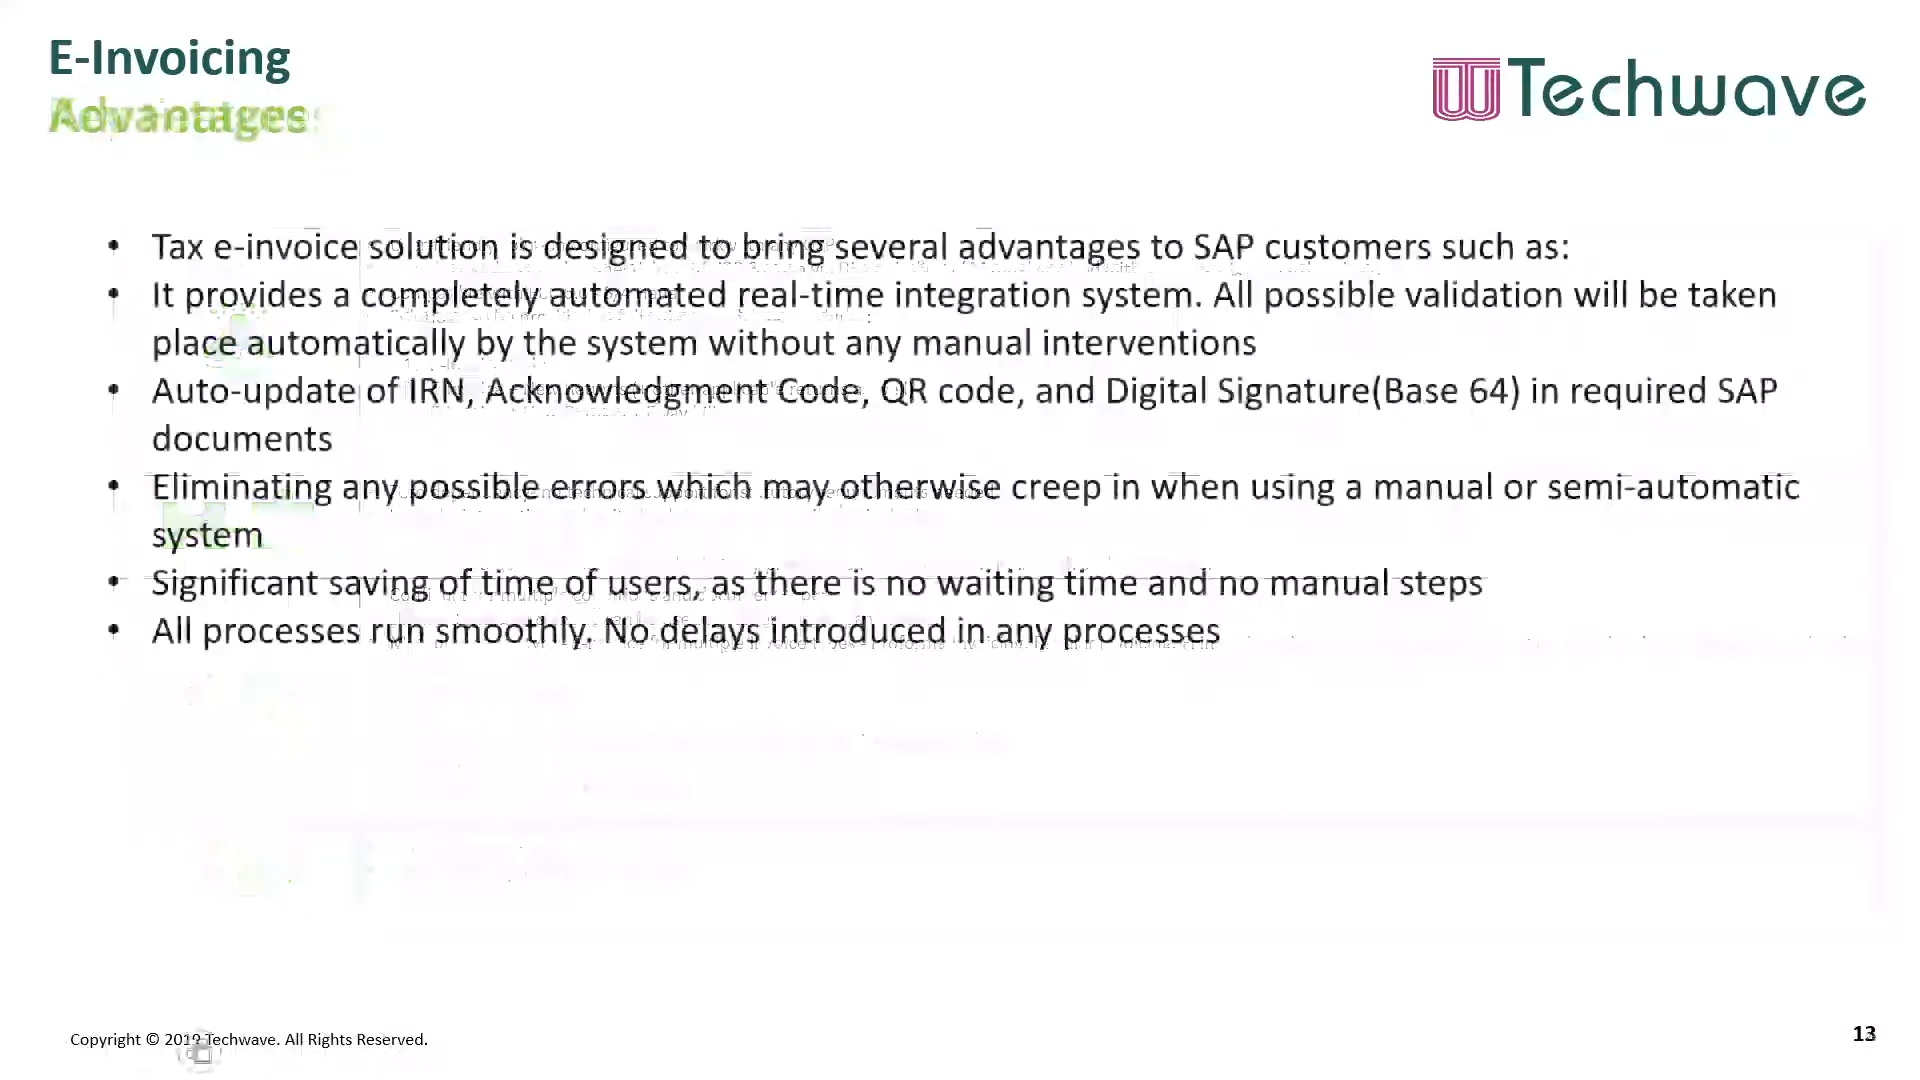 E-Invoicing
Advantages
Techwave
• Tax e-invoice solution is designed to bring several advantages to SAP customers such as:
• It provides a completely automated real-time integration system. All possible validation will be taken
place automatically by the system without any manual interventions
• Auto-update of IRN, Acknowledgment Code, QR code, and Digital Signature(Base 64) in required SAP
documents
• Eliminating any possible errors which may otherwise creep in when using a manual or semi-automatic
system
• Significant saving of time of users, as there is no waiting time and no manual steps
• All processes run smoothly. No delays introduced in any processes
Copyright © 2019 Techwave. All Rights Reserved.
13